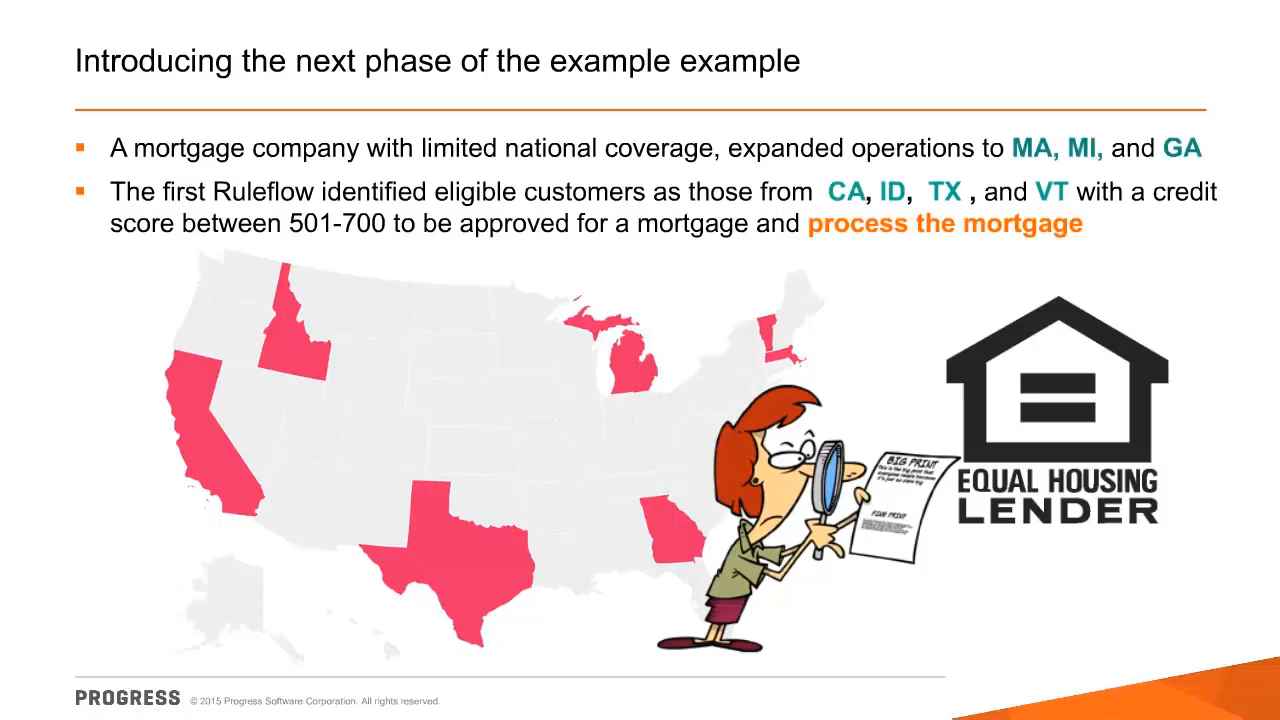 Introducing the next phase of the example example
▪ A mortgage company with limited national coverage, expanded operations to MA, MI, and GA
▪ The first Ruleflow identified eligible customers as those from CA, ID, TX , and VT with a credit
score between 501-700 to be approved for a mortgage and process the mortgage
BIG PRINT
FINE PRINT
EQUAL HOUSING
LENDER
PROGRESS © 2015 Progress Software Corporation. All rights reserved.